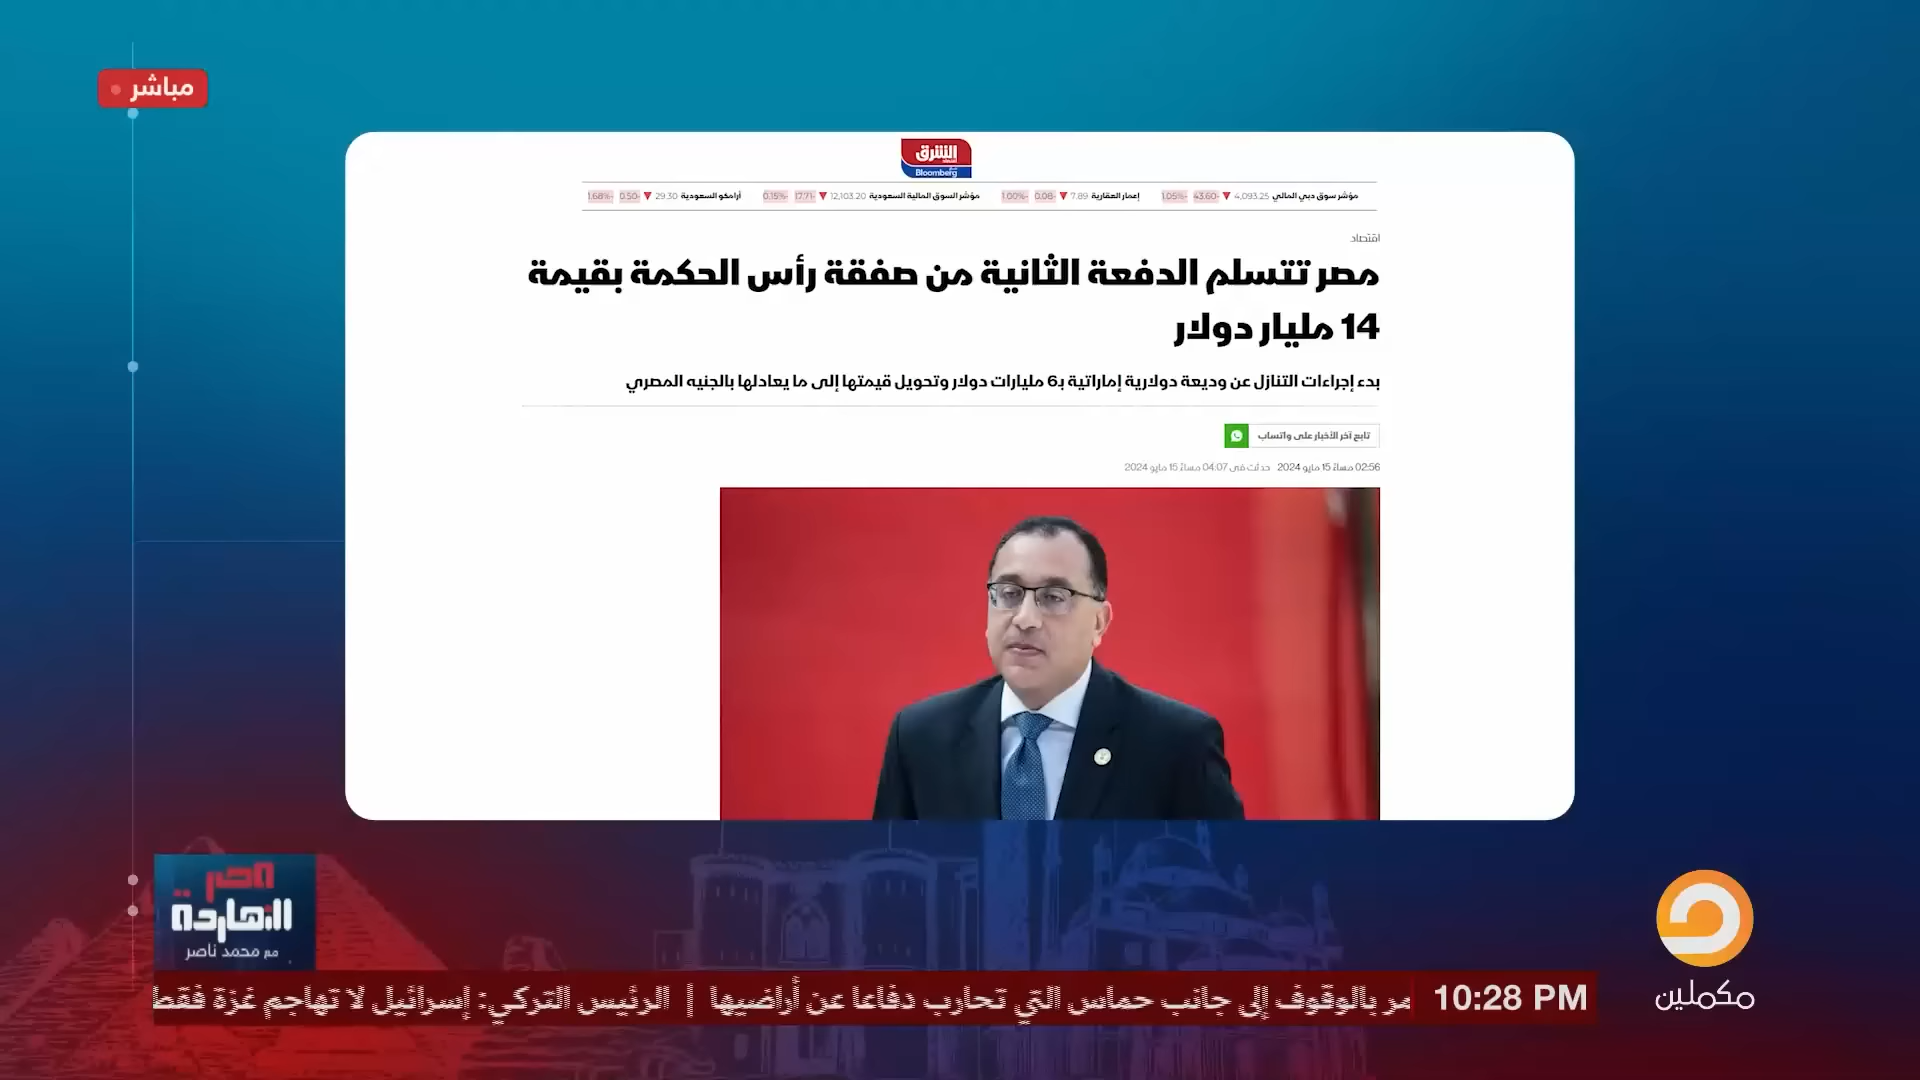 مباشر
الشرق
Bloomberg
مؤشر سوق دبي المالي 4,093.25 ▼ 43.60- 1.05%- إعمار العقارية 7.89 ▼ 0.08- 1.00%- مؤشر السوق المالية السعودية 12,103.20 ▼ 17.71- 0.15%- أرامكو السعودية 29.30 ▼ 0.50- 1.68%-
اقتصاد
مصر تتسلم الدفعة الثانية من صفقة رأس الحكمة بقيمة
14 مليار دولار
بدء إجراءات التنازل عن وديعة دولارية إماراتية بـ6 مليارات دولار وتحويل قيمتها إلى ما يعادلها بالجنيه المصري
تابع آخر الأخبار على واتساب
02:56 مساءً 15 مايو 2024 حدثت في 04:07 مساءً 15 مايو 2024
مصر
النهاردة
مع محمد ناصر
مر بالوقوف إلى جانب حماس التي تحارب دفاعا عن أراضيها | الرئيس التركي: إسرائيل لا تهاجم غزة فقط
10:28 PM
مكملين